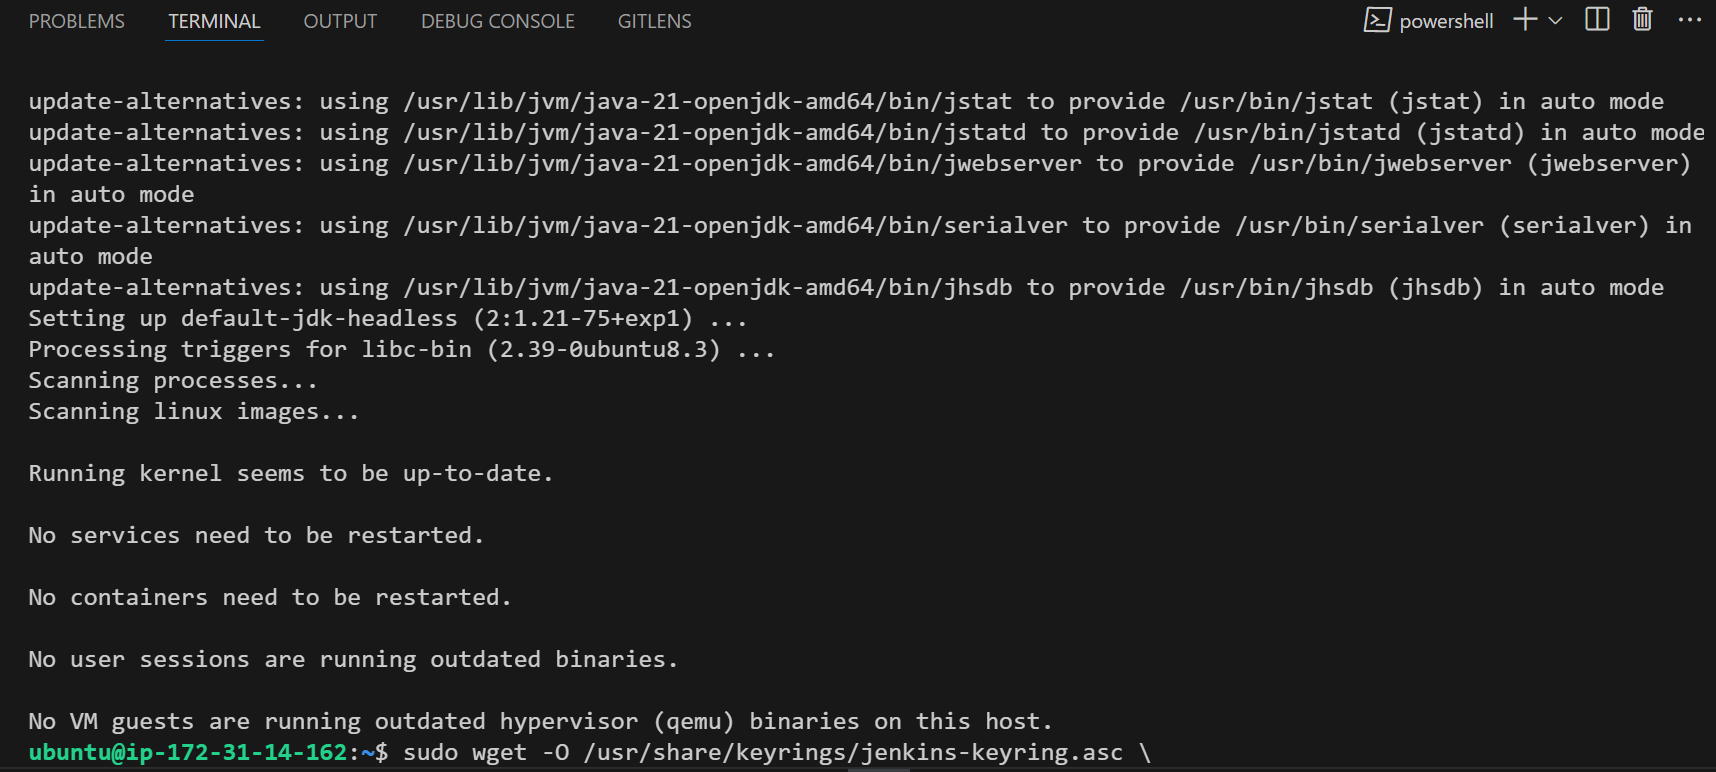 PROBLEMS TERMINAL OUTPUT DEBUG CONSOLE GITLENS powershell
update-alternatives: using /usr/lib/jvm/java-21-openjdk-amd64/bin/jstat to provide /usr/bin/jstat (jstat) in auto mode
update-alternatives: using /usr/lib/jvm/java-21-openjdk-amd64/bin/jstatd to provide /usr/bin/jstatd (jstatd) in auto mode
update-alternatives: using /usr/lib/jvm/java-21-openjdk-amd64/bin/jwebserver to provide /usr/bin/jwebserver (jwebserver)
in auto mode
update-alternatives: using /usr/lib/jvm/java-21-openjdk-amd64/bin/serialver to provide /usr/bin/serialver (serialver) in
auto mode
update-alternatives: using /usr/lib/jvm/java-21-openjdk-amd64/bin/jhsdb to provide /usr/bin/jhsdb (jhsdb) in auto mode
Setting up default-jdk-headless (2:1.21-75+exp1) ...
Processing triggers for libc-bin (2.39-0ubuntu8.3) ...
Scanning processes...
Scanning linux images...
Running kernel seems to be up-to-date.
No services need to be restarted.
No containers need to be restarted.
No user sessions are running outdated binaries.
No VM guests are running outdated hypervisor (qemu) binaries on this host.
ubuntu@ip-172-31-14-162:~$ sudo wget -O /usr/share/keyrings/jenkins-keyring.asc \